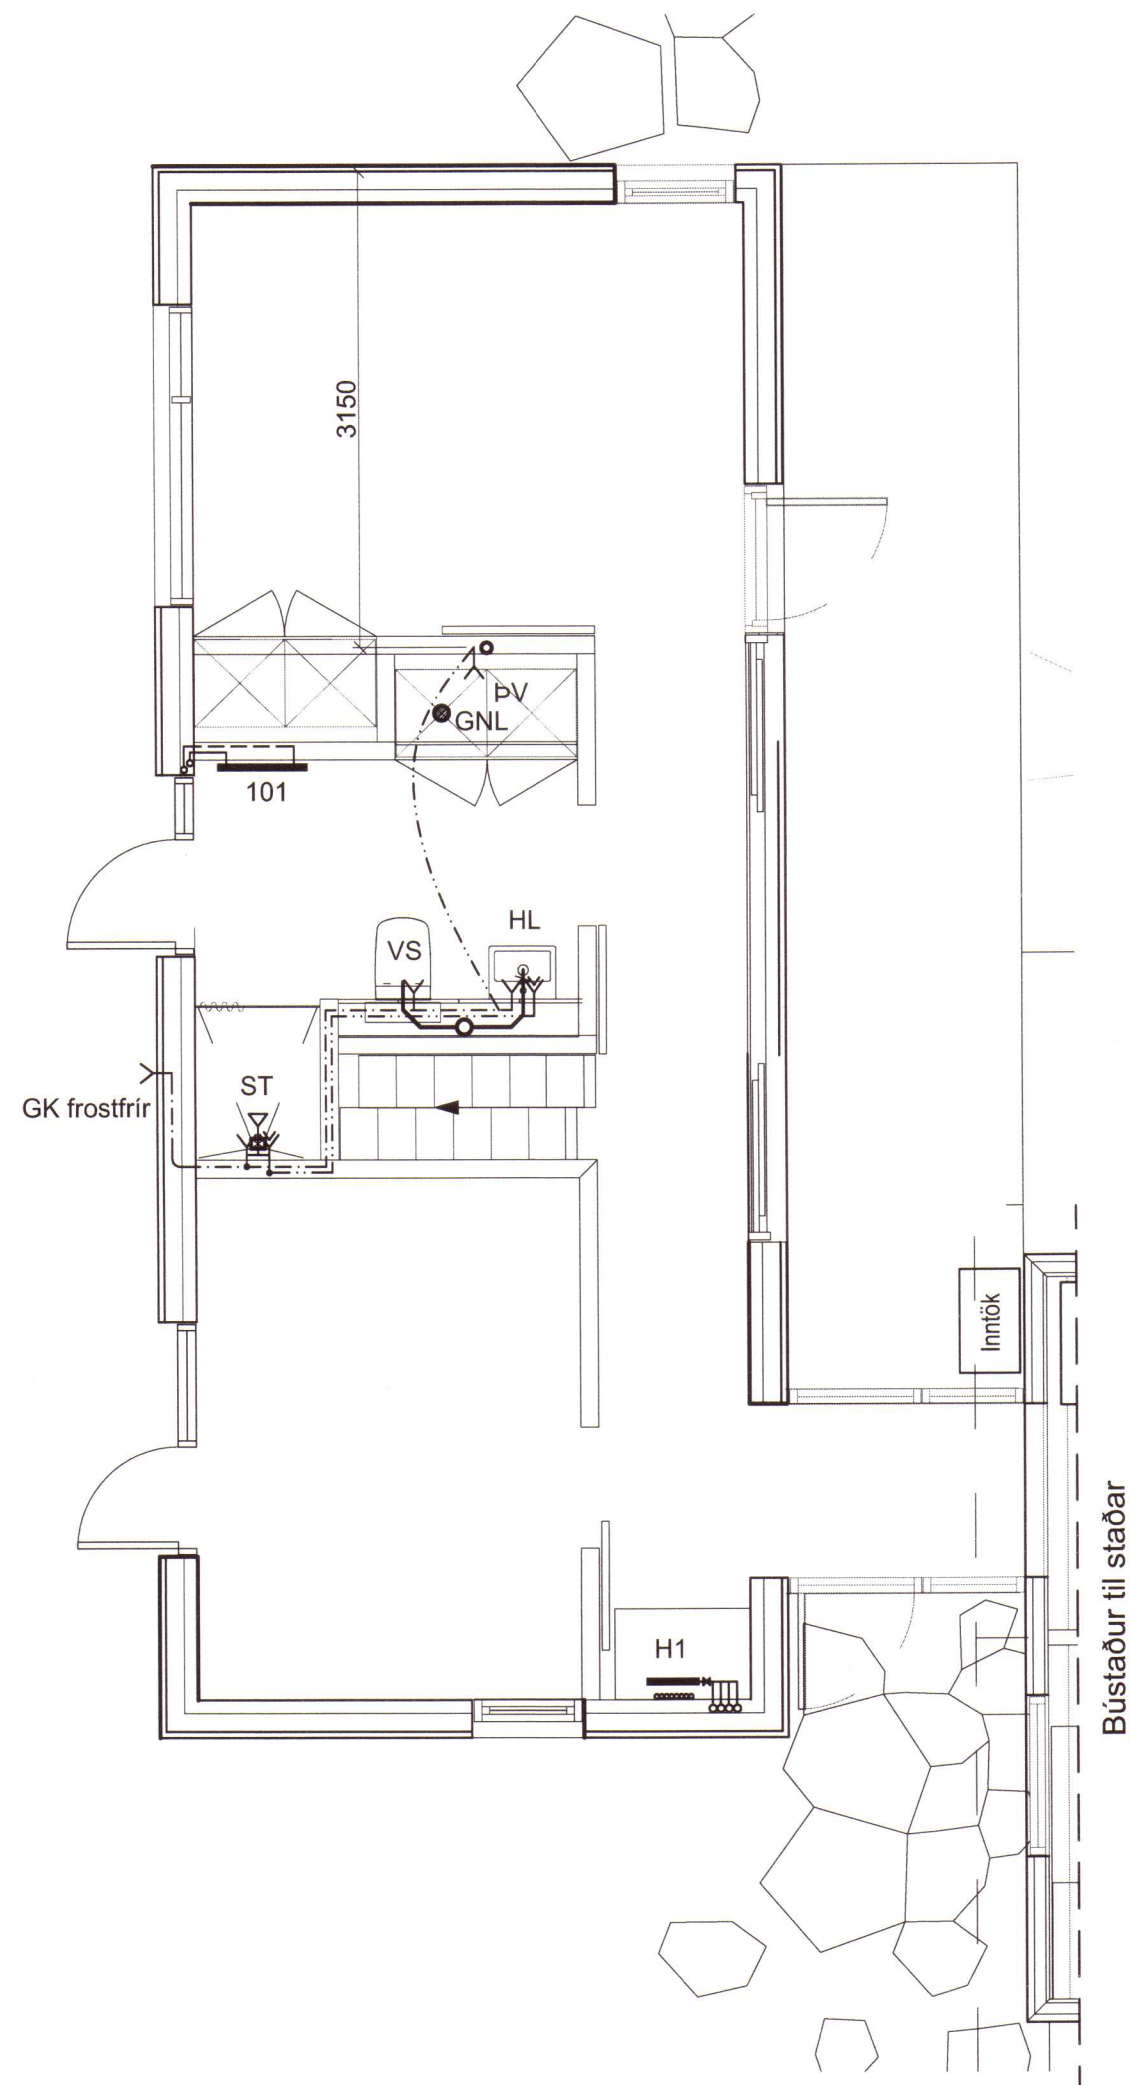 3150
ÞV
GNL
101
HL
VS
ST
GK frostfrír
Inntök
H1
Bústaður til staðar